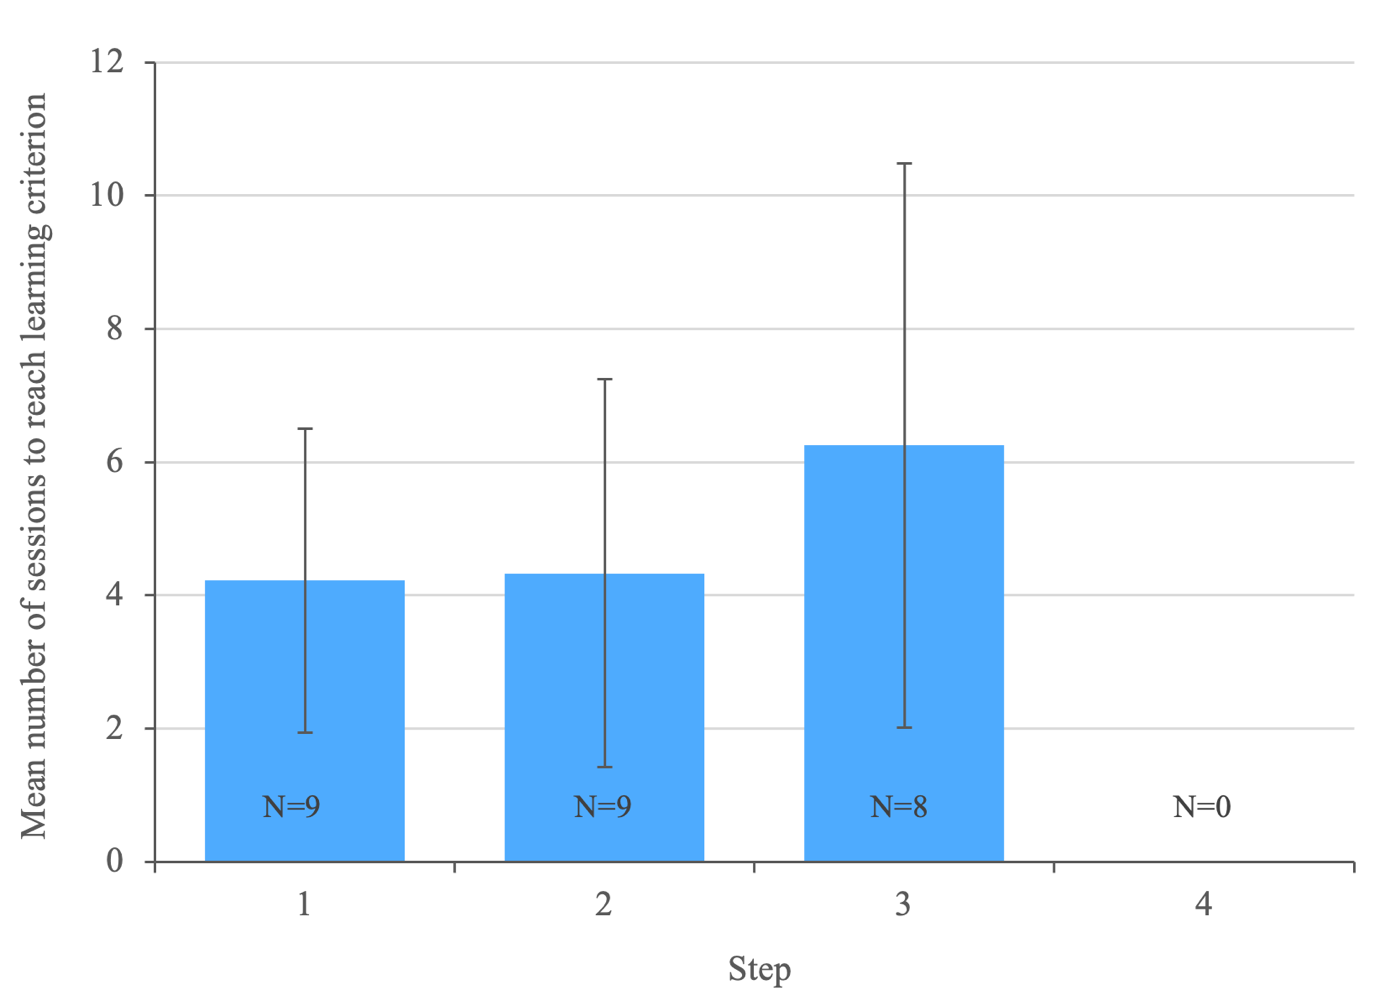 Mean number of sessions to reach learning criterion
12
10
8
6
4
2
0
N=9
N=9
N=8
N=0
1
2
3
4
Step